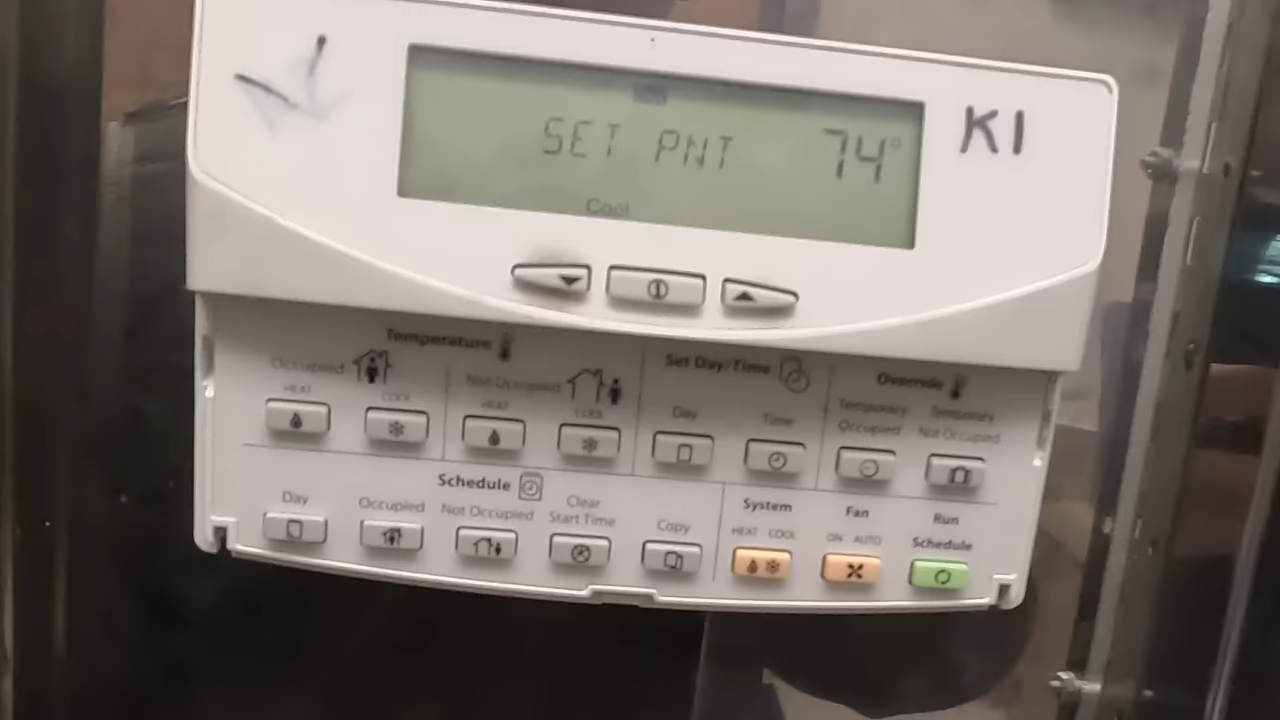 SET PNT 74°
K1
Cool
Temperature
Occupied
HEAT COOL
Not Occupied
HEAT COOL
Set Day/Time
Day Time
Override
Temporary Occupied
Temporary Not Occupied
Schedule
Day
Occupied
Not Occupied
Clear
Start Time
Copy
System
HEAT COOL
Fan
ON AUTO
Run
Schedule